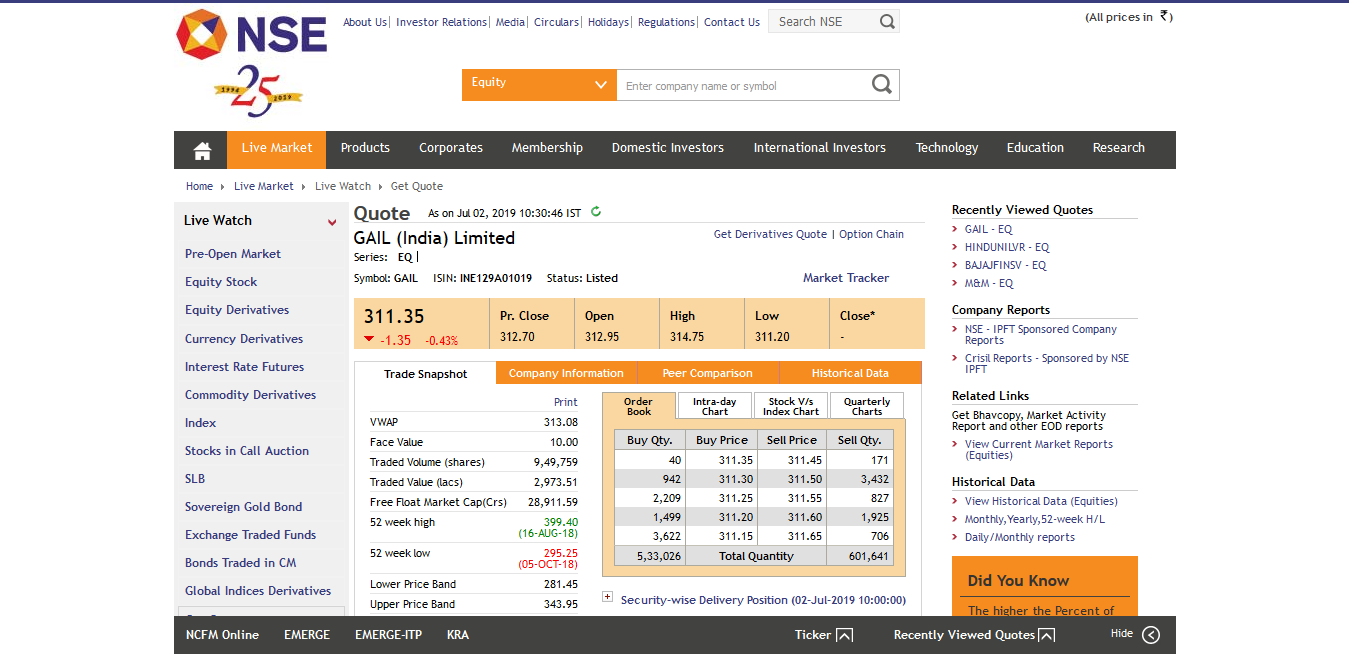 NSE
1994 25 2019
About Us| Investor Relations| Media| Circulars| Holidays| Regulations| Contact Us
Search NSE
(All prices in ₹)
Equity
Enter company name or symbol
Live Market Products Corporates Membership Domestic Investors International Investors Technology Education Research
Home Live Market Live Watch Get Quote
Live Watch
Pre-Open Market
Equity Stock
Equity Derivatives
Currency Derivatives
Interest Rate Futures
Commodity Derivatives
Index
Stocks in Call Auction
SLB
Sovereign Gold Bond
Exchange Traded Funds
Bonds Traded in CM
Global Indices Derivatives
Quote As on Jul 02, 2019 10:30:46 IST
GAIL (India) Limited
Get Derivatives Quote | Option Chain
Series: EQ |
Symbol: GAIL ISIN: INE129A01019 Status: Listed
Market Tracker
311.35 Pr. Close Open High Low Close*
-1.35 -0.43% 312.70 312.95 314.75 311.20 -
Trade Snapshot Company Information Peer Comparison Historical Data
Print
VWAP 313.08
Face Value 10.00
Traded Volume (shares) 9,49,759
Traded Value (lacs) 2,973.51
Free Float Market Cap(Crs) 28,911.59
52 week high 399.40
(16-AUG-18)
52 week low 295.25
(05-OCT-18)
Lower Price Band 281.45
Upper Price Band 343.95
Order Intra-day Stock V/s Quarterly
Book Chart Index Chart Charts
Buy Qty. Buy Price Sell Price Sell Qty.
40 311.35 311.45 171
942 311.30 311.50 3,432
2,209 311.25 311.55 827
1,499 311.20 311.60 1,925
3,622 311.15 311.65 706
5,33,026 Total Quantity 601,641
Security-wise Delivery Position (02-Jul-2019 10:00:00)
Recently Viewed Quotes
GAIL - EQ
HINDUNILVR - EQ
BAJAJFINSV - EQ
M&M - EQ
Company Reports
NSE - IPFT Sponsored Company
Reports
Crisil Reports - Sponsored by NSE
IPFT
Related Links
Get Bhavcopy, Market Activity
Report and other EOD reports
View Current Market Reports
(Equities)
Historical Data
View Historical Data (Equities)
Monthly,Yearly,52-week H/L
Daily/Monthly reports
Did You Know
The higher the Percent of
NCFM Online EMERGE EMERGE-ITP KRA Ticker Recently Viewed Quotes Hide